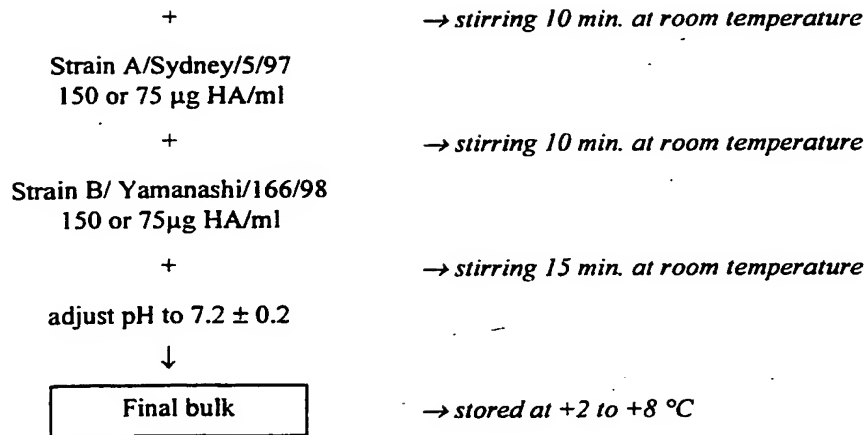 + → stirring 10 min. at room temperature
Strain A/Sydney/5/97
150 or 75 µg HA/ml
+ → stirring 10 min. at room temperature
Strain B/ Yamanashi/166/98
150 or 75µg HA/ml
+ → stirring 15 min. at room temperature
adjust pH to 7.2 ± 0.2
↓
Final bulk → stored at +2 to +8 °C